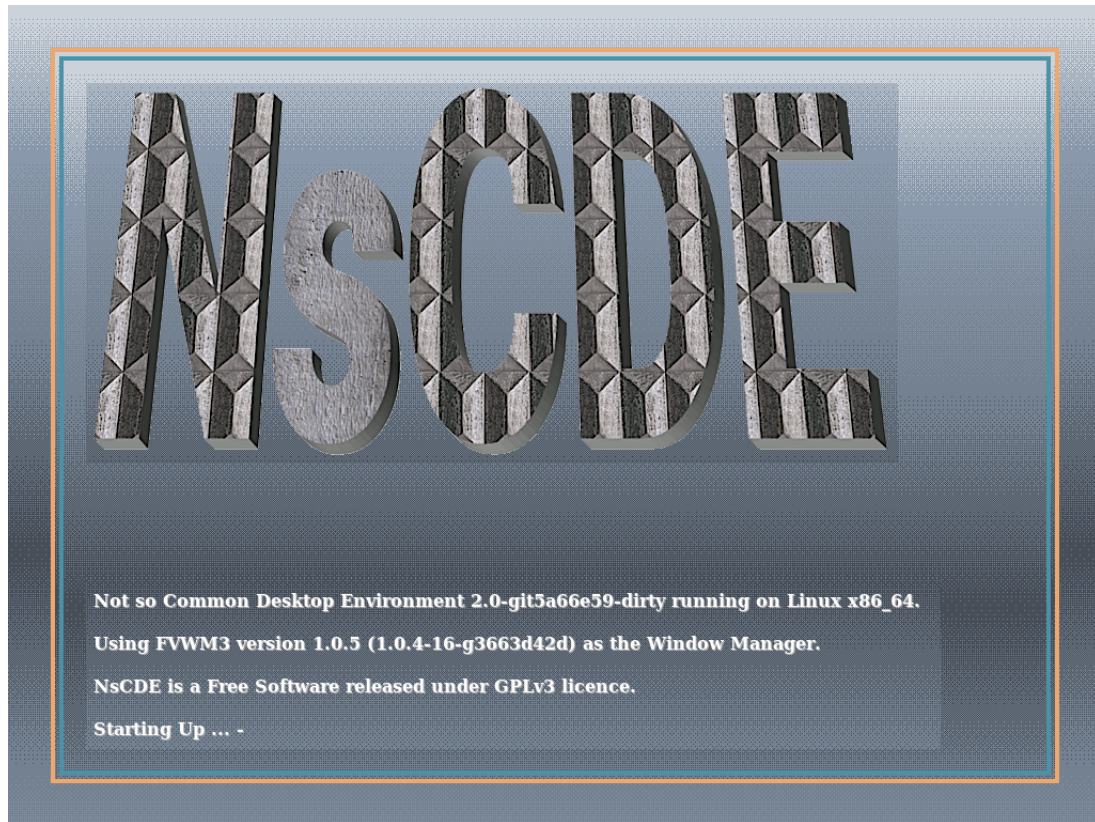 NsCDE
Not so Common Desktop Environment 2.0-git5a66e59-dirty running on Linux x86_64.
Using FVWM3 version 1.0.5 (1.0.4-16-g3663d42d) as the Window Manager.
NsCDE is a Free Software released under GPLv3 licence.
Starting Up ... -